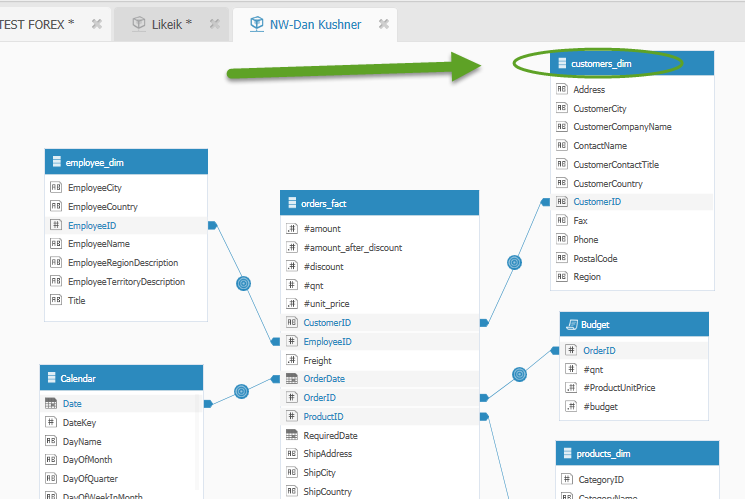 TEST FOREX *
Likeik *
NW-Dan Kushner
customers_dim
Address
CustomerCity
CustomerCompanyName
ContactName
CustomerContactTitle
CustomerCountry
CustomerID
Fax
Phone
PostalCode
Region
employee_dim
EmployeeCity
EmployeeCountry
EmployeeID
EmployeeName
EmployeeRegionDescription
EmployeeTerritoryDescription
Title
orders_fact
#amount
#amount_after_discount
#discount
#qnt
#unit_price
CustomerID
EmployeeID
Freight
OrderDate
OrderID
ProductID
RequiredDate
ShipAddress
ShipCity
ShipCountry
Budget
OrderID
#qnt
#ProductUnitPrice
#budget
Calendar
Date
DateKey
DayName
DayOfMonth
DayOfQuarter
DayOfWeekInMonth
products_dim
CategoryID
CategoryName